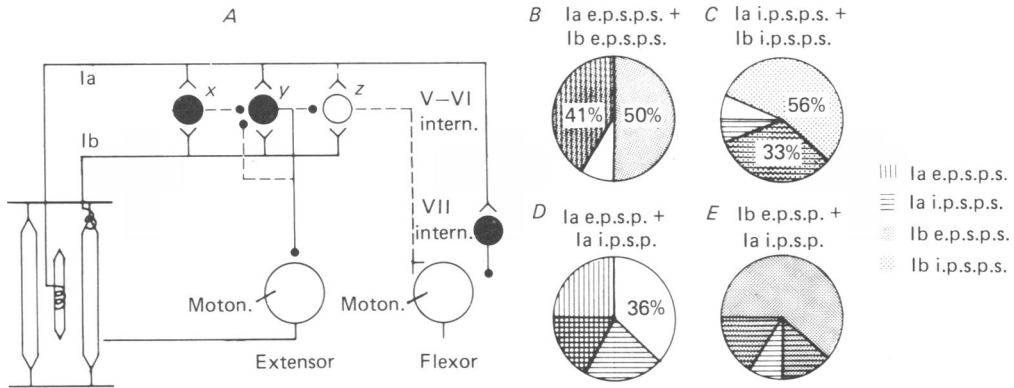 A
Ia
Ib
x
y
z
V–VI
intern.
VII
intern.
Moton.
Moton.
Extensor
Flexor
B Ia e.p.s.p.s. +
Ib e.p.s.p.s.
41%
50%
C Ia i.p.s.p.s. +
Ib i.p.s.p.s.
56%
33%
D Ia e.p.s.p. +
Ia i.p.s.p.
36%
E Ib e.p.s.p. +
Ia i.p.s.p.
Ia e.p.s.p.s.
Ia i.p.s.p.s.
Ib e.p.s.p.s.
Ib i.p.s.p.s.